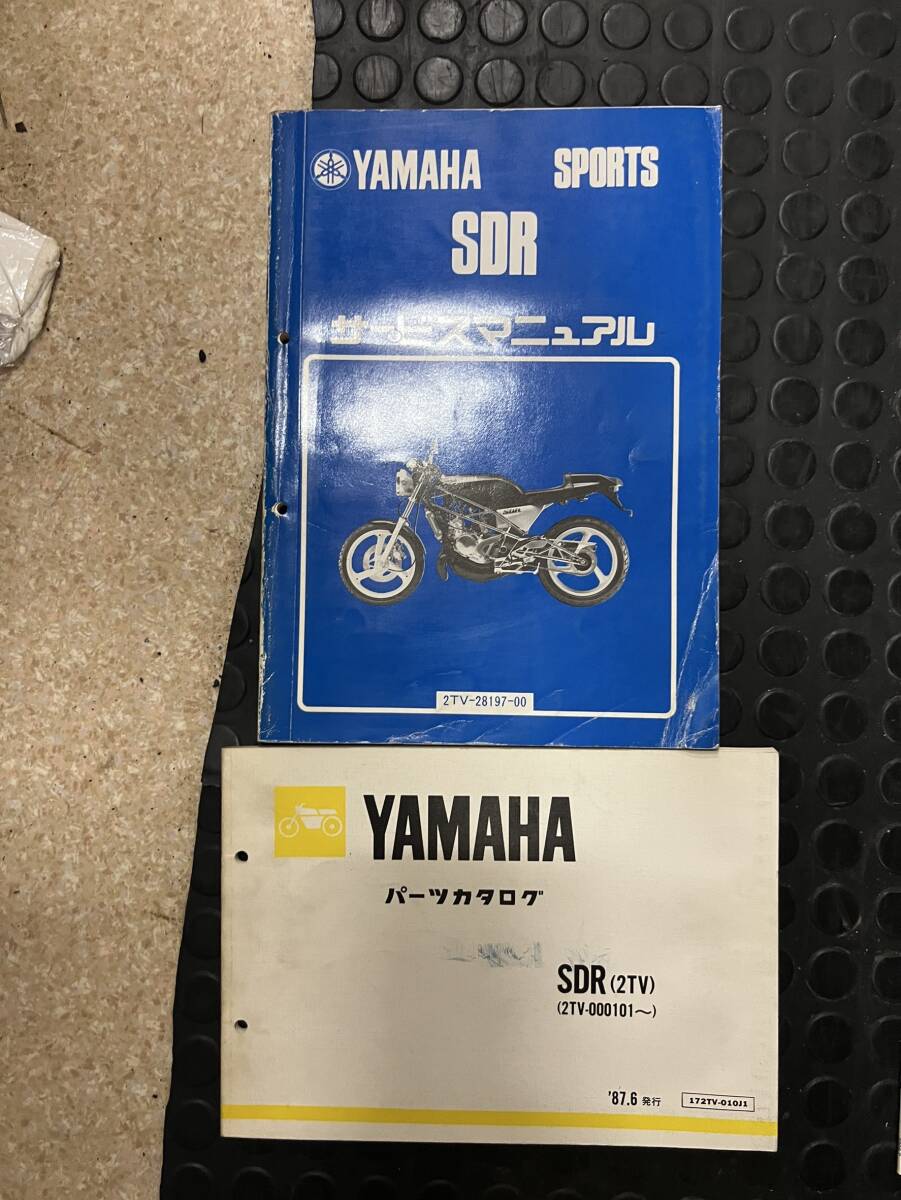 YAMAHA SPORTS
SDR
サービスマニュアル
2TV-28197-00
YAMAHA
パーツカタログ
SDR (2TV)
(2TV-000101～)
'87.6 発行
172TV-010J1